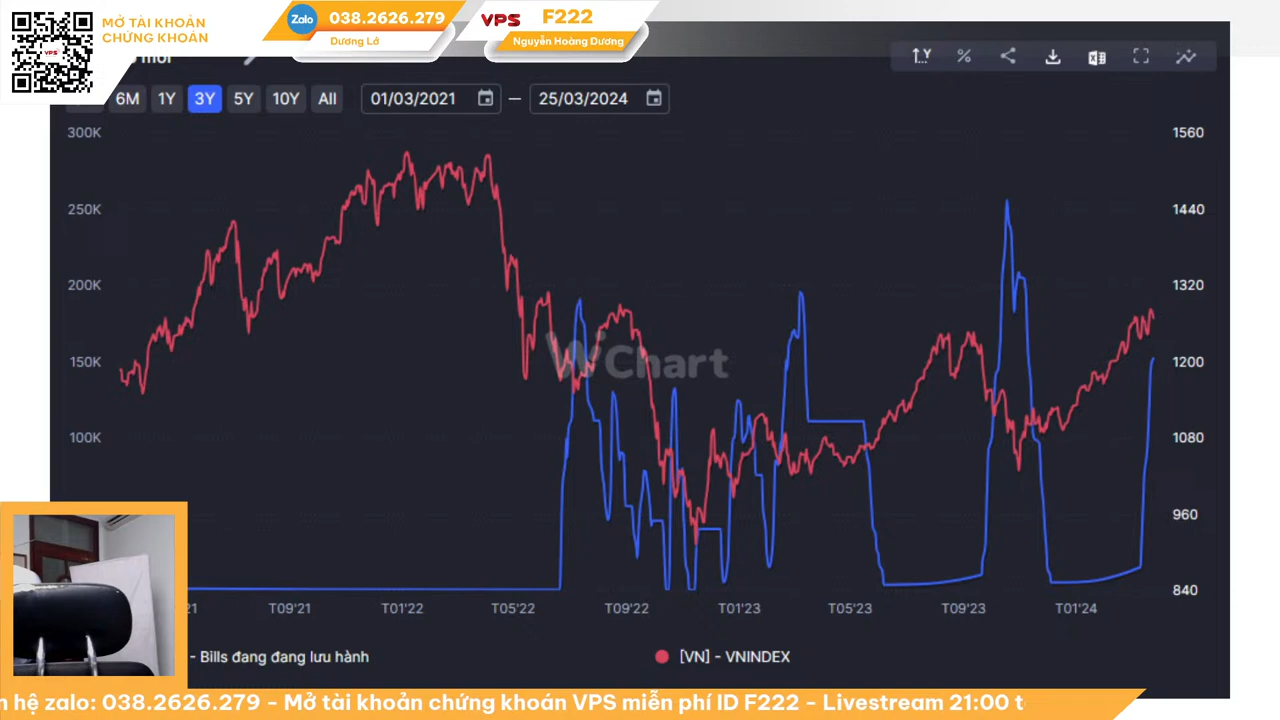 MỞ TÀI KHOẢN
CHỨNG KHOÁN
VPS
Zalo 038.2626.279
Dương Lở
VPS F222
Nguyễn Hoàng Dương
6M 1Y 3Y 5Y 10Y All 01/03/2021 — 25/03/2024
Y %
300K 1560
250K 1440
200K 1320
150K 1200
100K 1080
960
840
WChart
21 T09'21 T01'22 T05'22 T09'22 T01'23 T05'23 T09'23 T01'24
- Bills đang đang lưu hành
[VN] - VNINDEX
hệ zalo: 038.2626.279 - Mở tài khoản chứng khoán VPS miễn phí ID F222 - Livestream 21:00